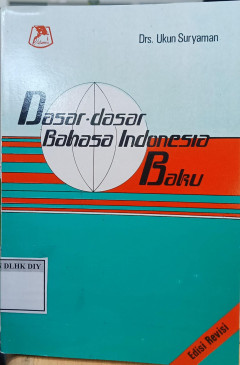 Drs. Ukun Suryaman
Dasar-dasar
Bahasa Indonesia
Baku
N DLHK DIY
Edisi Revisi